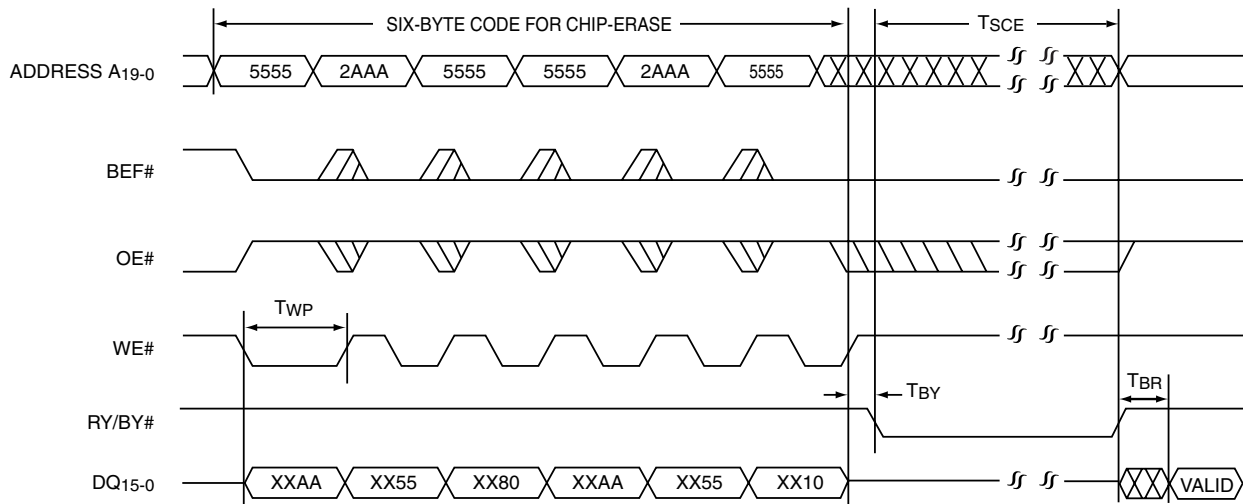 SIX-BYTE CODE FOR CHIP-ERASE TSCE
ADDRESS A19-0 5555 2AAA 5555 5555 2AAA 5555
BEF#
OE#
TWP
WE#
TBY TBR
RY/BY#
DQ15-0 XXAA XX55 XX80 XXAA XX55 XX10 VALID